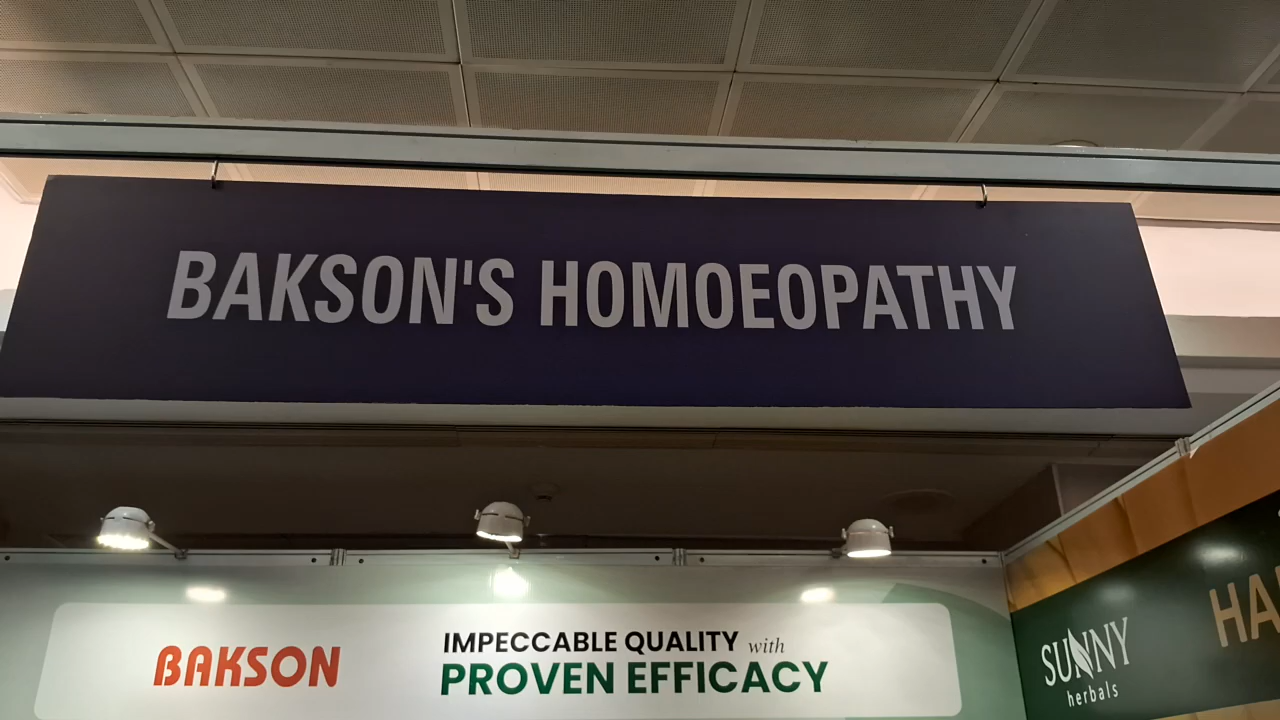 BAKSON'S HOMOEOPATHY
BAKSON
IMPECCABLE QUALITY with
PROVEN EFFICACY
SUNNY
herbals